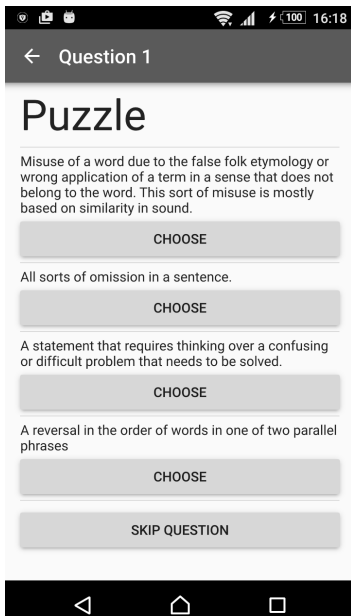 100 16:18
Question 1
Puzzle
Misuse of a word due to the false folk etymology or
wrong application of a term in a sense that does not
belong to the word. This sort of misuse is mostly
based on similarity in sound.
CHOOSE
All sorts of omission in a sentence.
CHOOSE
A statement that requires thinking over a confusing
or difficult problem that needs to be solved.
CHOOSE
A reversal in the order of words in one of two parallel
phrases
CHOOSE
SKIP QUESTION